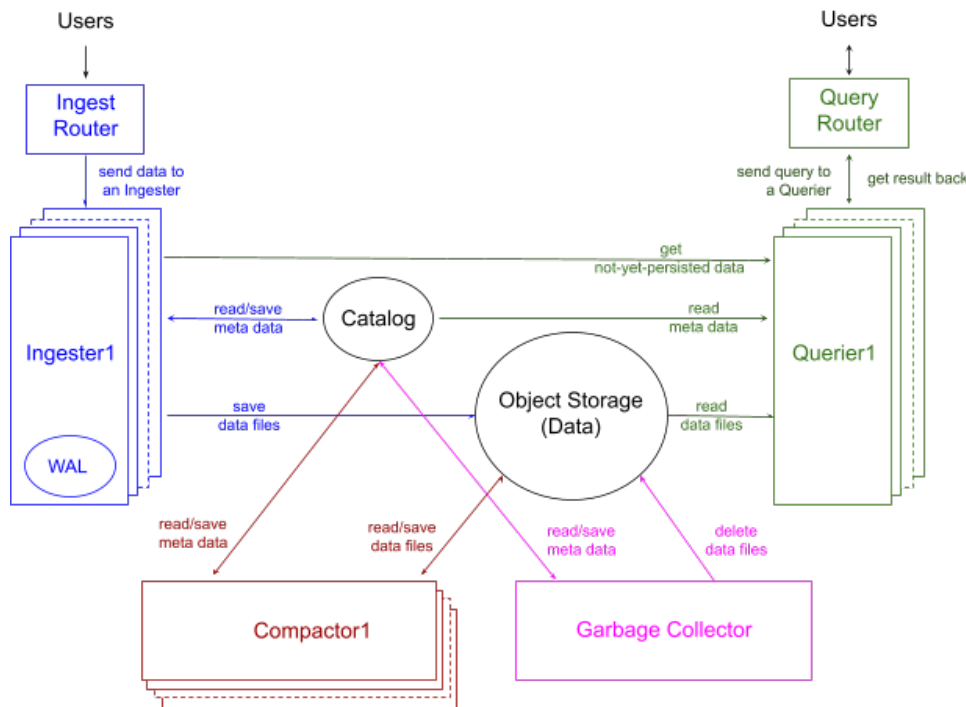 Users
Users
Ingest
Router
Query
Router
send data to
an Ingester
send query to
a Querier
get result back
get
not-yet-persisted data
read/save
meta data
Catalog
read
meta data
Ingester1
Querier1
Object Storage
(Data)
save
data files
read
data files
WAL
read/save
meta data
read/save
data files
read/save
meta data
delete
data files
Compactor1
Garbage Collector